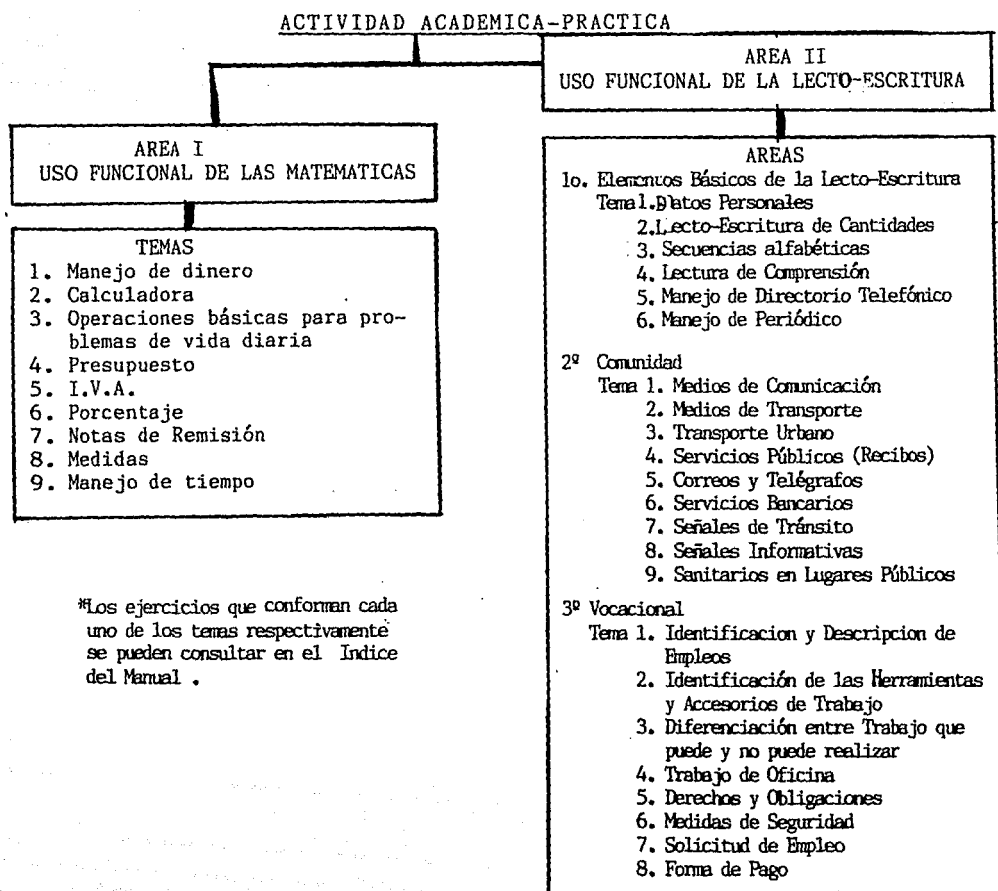 ACTIVIDAD ACADEMICA-PRACTICA
AREA I
USO FUNCIONAL DE LAS MATEMATICAS
TEMAS
1. Manejo de dinero
2. Calculadora
3. Operaciones básicas para pro-
blemas de vida diaria
4. Presupuesto
5. I.V.A.
6. Porcentaje
7. Notas de Remisión
8. Medidas
9. Manejo de tiempo
*Los ejercicios que conforman cada
uno de los temas respectivamente
se pueden consultar en el Indice
del Manual .
AREA II
USO FUNCIONAL DE LA LECTO-ESCRITURA
AREAS
1o. Elementos Básicos de la Lecto-Escritura
Tema 1. Datos Personales
2. Lecto-Escritura de Cantidades
3. Secuencias alfabéticas
4. Lectura de Comprensión
5. Manejo de Directorio Telefónico
6. Manejo de Periódico
2º Comunidad
Tema 1. Medios de Comunicación
2. Medios de Transporte
3. Transporte Urbano
4. Servicios Públicos (Recibos)
5. Correos y Telégrafos
6. Servicios Bancarios
7. Señales de Tránsito
8. Señales Informativas
9. Sanitarios en Lugares Públicos
3º Vocacional
Tema 1. Identificacion y Descripcion de
Empleos
2. Identificación de las Herramientas
y Accesorios de Trabajo
3. Diferenciación entre Trabajo que
puede y no puede realizar
4. Trabajo de Oficina
5. Derechos y Obligaciones
6. Medidas de Seguridad
7. Solicitud de Empleo
8. Forma de Pago